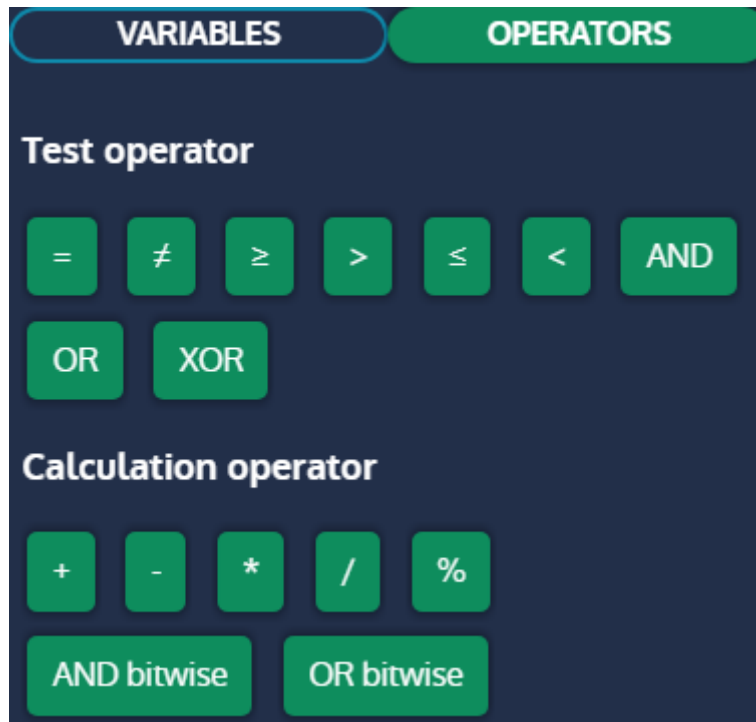 VARIABLES OPERATORS
Test operator
= ≠ ≥ > ≤ < AND
OR XOR
Calculation operator
+ - * / %
AND bitwise OR bitwise